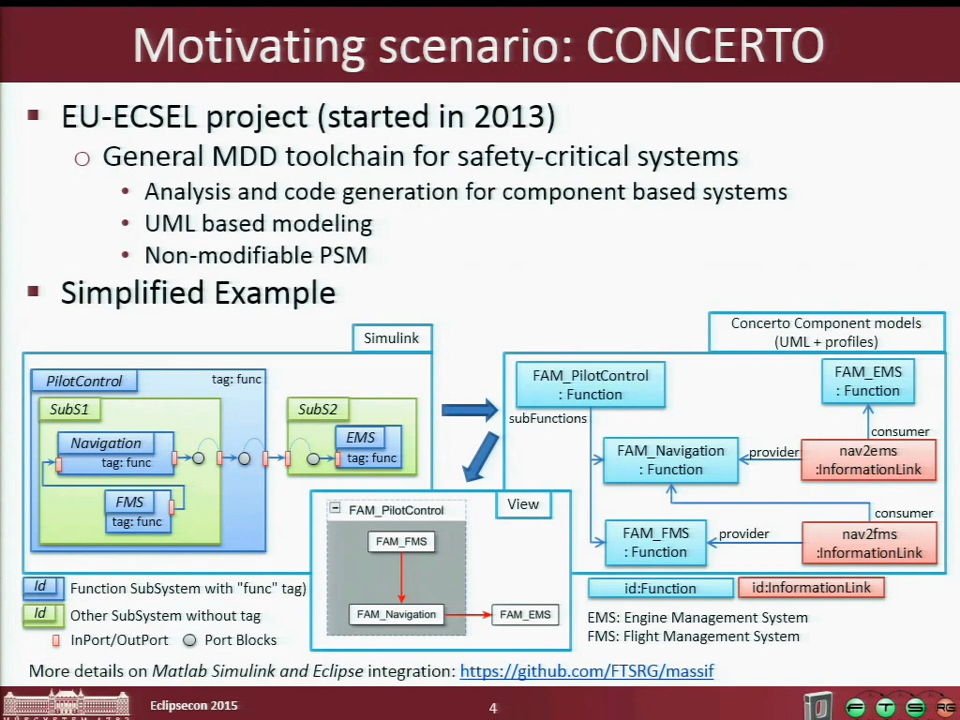 Motivating scenario: CONCERTO
▪ EU-ECSEL project (started in 2013)
o General MDD toolchain for safety-critical systems
• Analysis and code generation for component based systems
• UML based modeling
• Non-modifiable PSM
▪ Simplified Example
Simulink
PilotControl
tag: func
SubS1
Navigation
tag: func
FMS
tag: func
SubS2
EMS
tag: func
Concerto Component models
(UML + profiles)
FAM_PilotControl
: Function
FAM_EMS
: Function
subFunctions
consumer
FAM_Navigation
: Function
provider
nav2ems
:InformationLink
consumer
FAM_FMS
: Function
provider
nav2fms
:InformationLink
View
FAM_PilotControl
FAM_FMS
FAM_Navigation
FAM_EMS
Id Function SubSystem with "func" tag)
Id Other SubSystem without tag
InPort/OutPort Port Blocks
id:Function id:InformationLink
EMS: Engine Management System
FMS: Flight Management System
More details on Matlab Simulink and Eclipse integration: https://github.com/FTSRG/massif
MŰEGYETEM 1782
Eclipsecon 2015
4
F T S RG